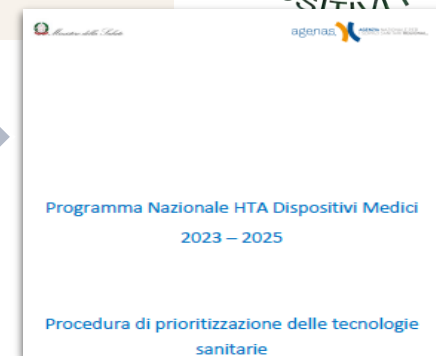 Ministero della Salute
agenas.
Programma Nazionale HTA Dispositivi Medici
2023 – 2025
Procedura di prioritizzazione delle tecnologie
sanitarie